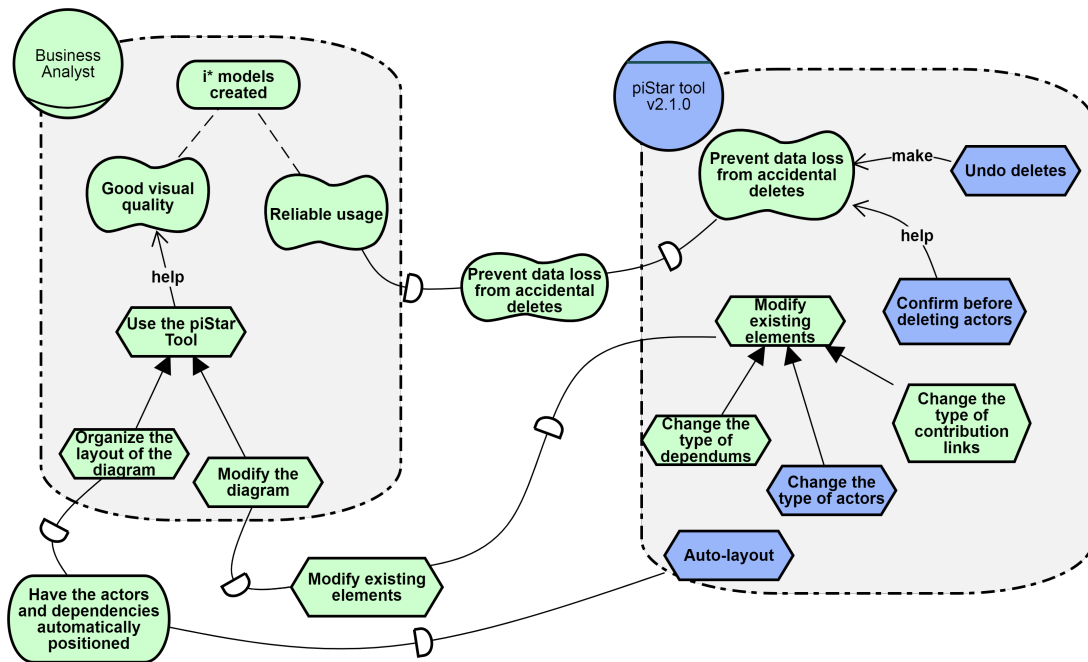 Business
Analyst
i* models
created
Good visual
quality
Reliable usage
help
Use the piStar
Tool
Organize the
layout of the
diagram
Modify the
diagram
Have the actors
and dependencies
automatically
positioned
Modify existing
elements
Prevent data loss
from accidental
deletes
piStar tool
v2.1.0
Prevent data loss
from accidental
deletes
make
Undo deletes
help
Confirm before
deleting actors
Modify
existing
elements
Change the
type of
dependums
Change the
type of actors
Change the
type of
contribution
links
Auto-layout